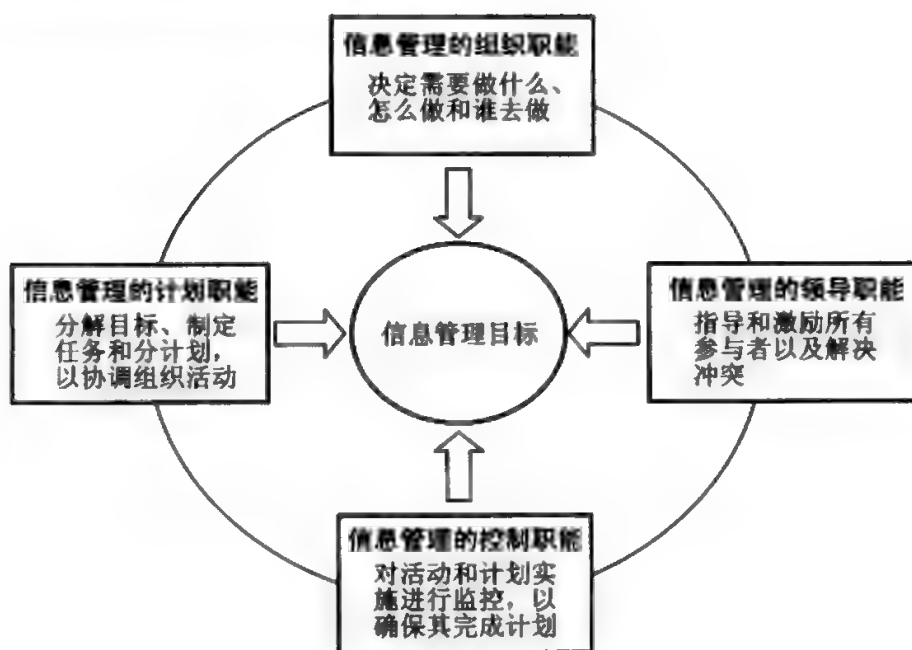 信息管理的组织职能
决定需要做什么、
怎么做和谁去做
信息管理的计划职能
分解目标、制定
任务和分计划，
以协调组织活动
信息管理目标
信息管理的领导职能
指导和激励所有
参与者以及解决
冲突
信息管理的控制职能
对活动和计划实
施进行监控，以
确保其完成计划